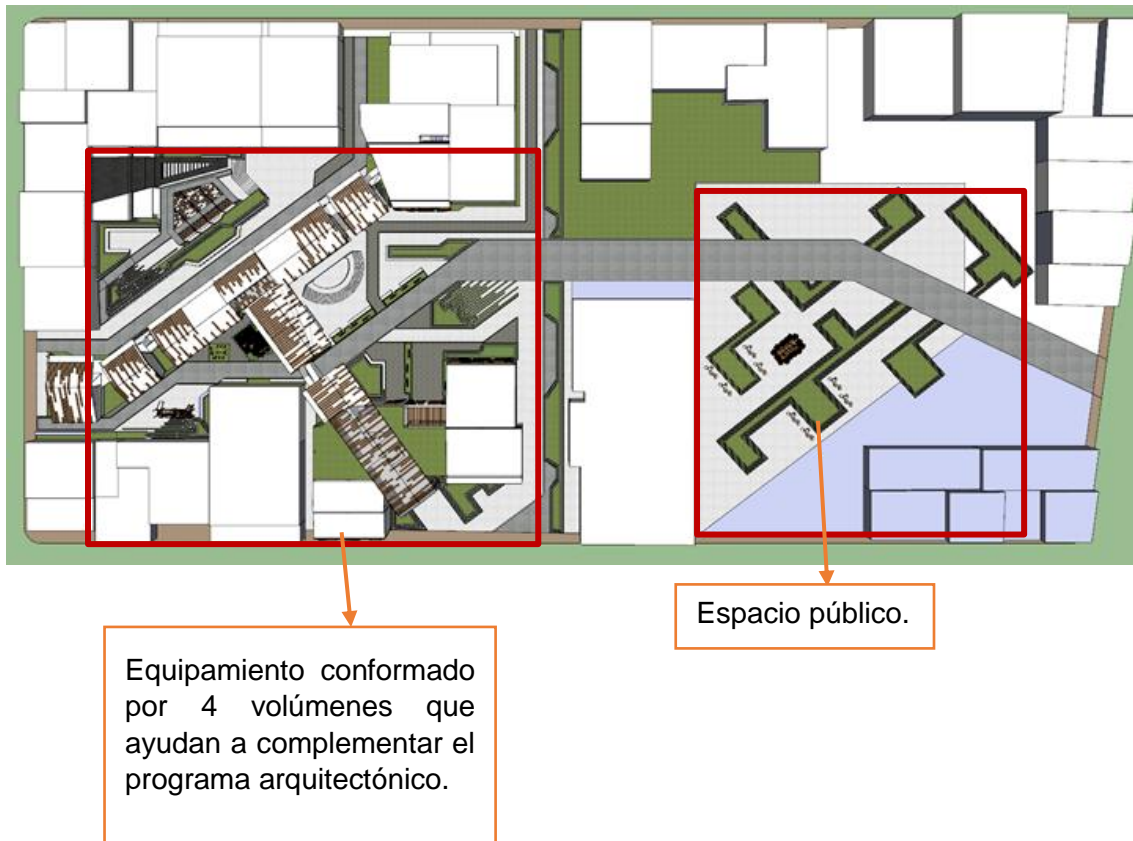 Espacio público.
Equipamiento conformado
por 4 volúmenes que
ayudan a complementar el
programa arquitectónico.